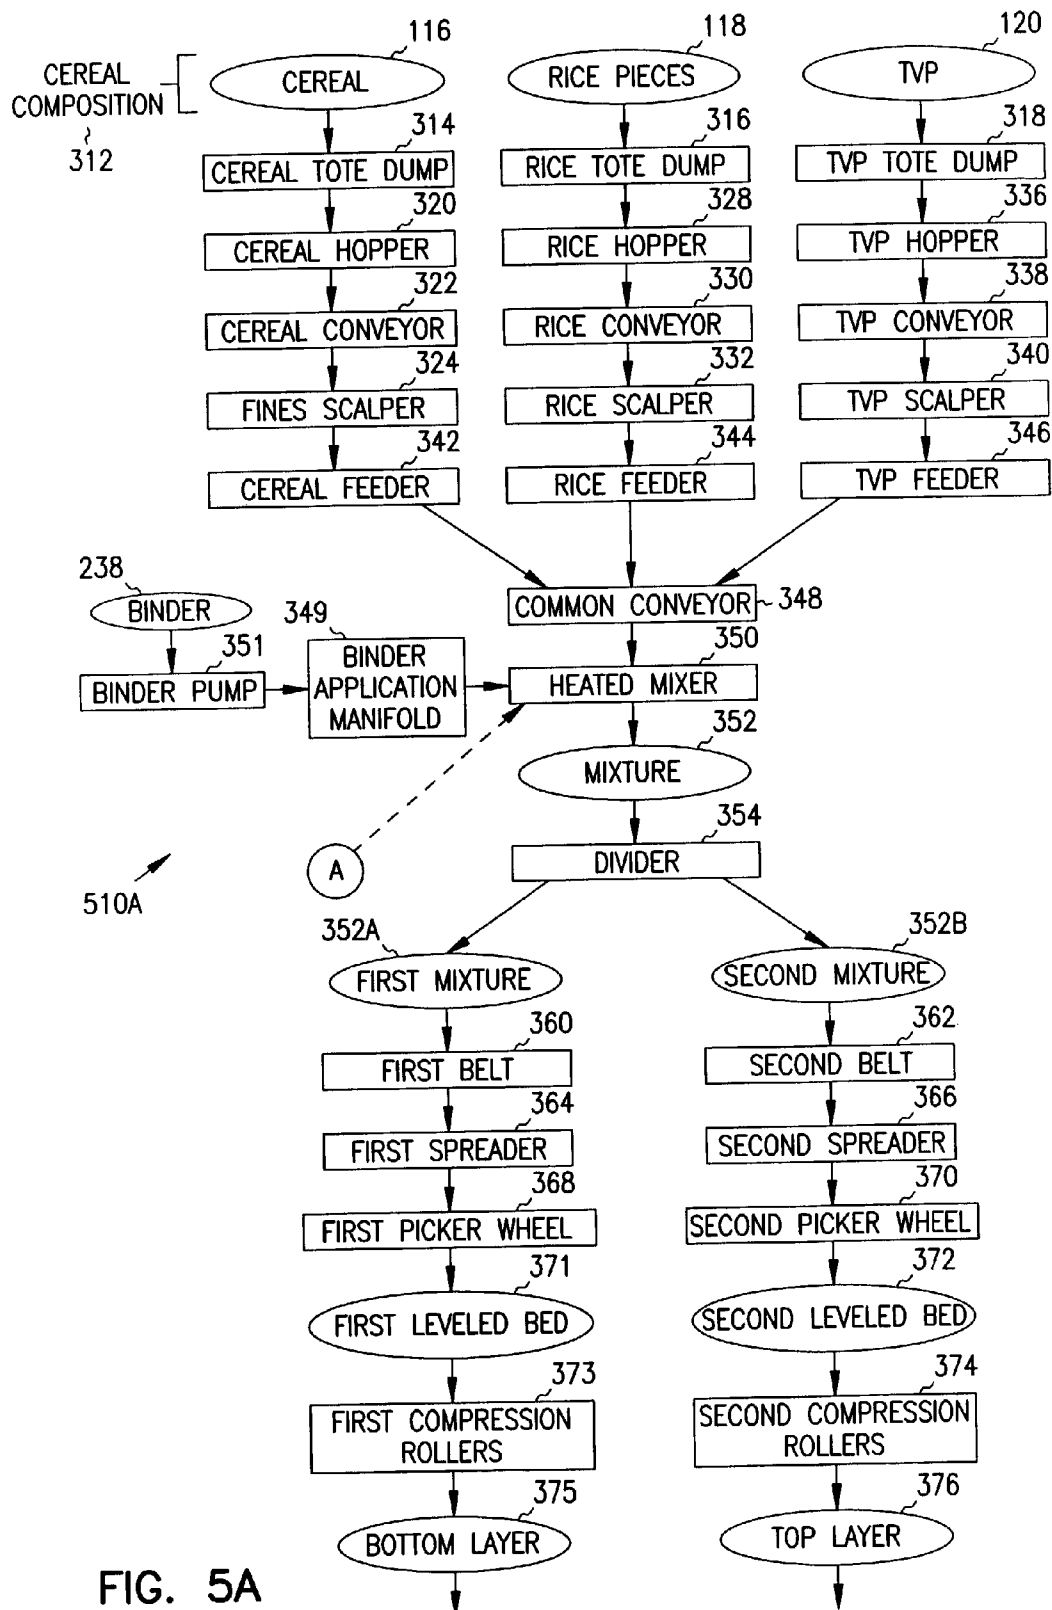 116
118
120
CEREAL
COMPOSITION
312
CEREAL
RICE PIECES
TVP
314
316
318
CEREAL TOTE DUMP
RICE TOTE DUMP
TVP TOTE DUMP
320
328
336
CEREAL HOPPER
RICE HOPPER
TVP HOPPER
322
330
338
CEREAL CONVEYOR
RICE CONVEYOR
TVP CONVEYOR
324
332
340
FINES SCALPER
RICE SCALPER
TVP SCALPER
342
344
346
CEREAL FEEDER
RICE FEEDER
TVP FEEDER
238
BINDER
COMMON CONVEYOR
348
351
349
350
BINDER PUMP
BINDER
APPLICATION
MANIFOLD
HEATED MIXER
352
MIXTURE
354
DIVIDER
A
510A
352A
352B
FIRST MIXTURE
SECOND MIXTURE
360
362
FIRST BELT
SECOND BELT
364
366
FIRST SPREADER
SECOND SPREADER
368
370
FIRST PICKER WHEEL
SECOND PICKER WHEEL
371
372
FIRST LEVELED BED
SECOND LEVELED BED
373
374
FIRST COMPRESSION
ROLLERS
SECOND COMPRESSION
ROLLERS
375
376
BOTTOM LAYER
TOP LAYER
FIG. 5A